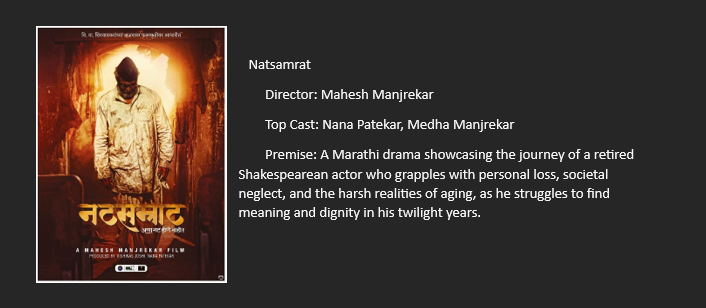 नटसम्राट
असा नट होणे नाही
A MAHESH MANJREKAR FILM
Natsamrat
Director: Mahesh Manjrekar
Top Cast: Nana Patekar, Medha Manjrekar
Premise: A Marathi drama showcasing the journey of a retired
Shakespearean actor who grapples with personal loss, societal
neglect, and the harsh realities of aging, as he struggles to find
meaning and dignity in his twilight years.